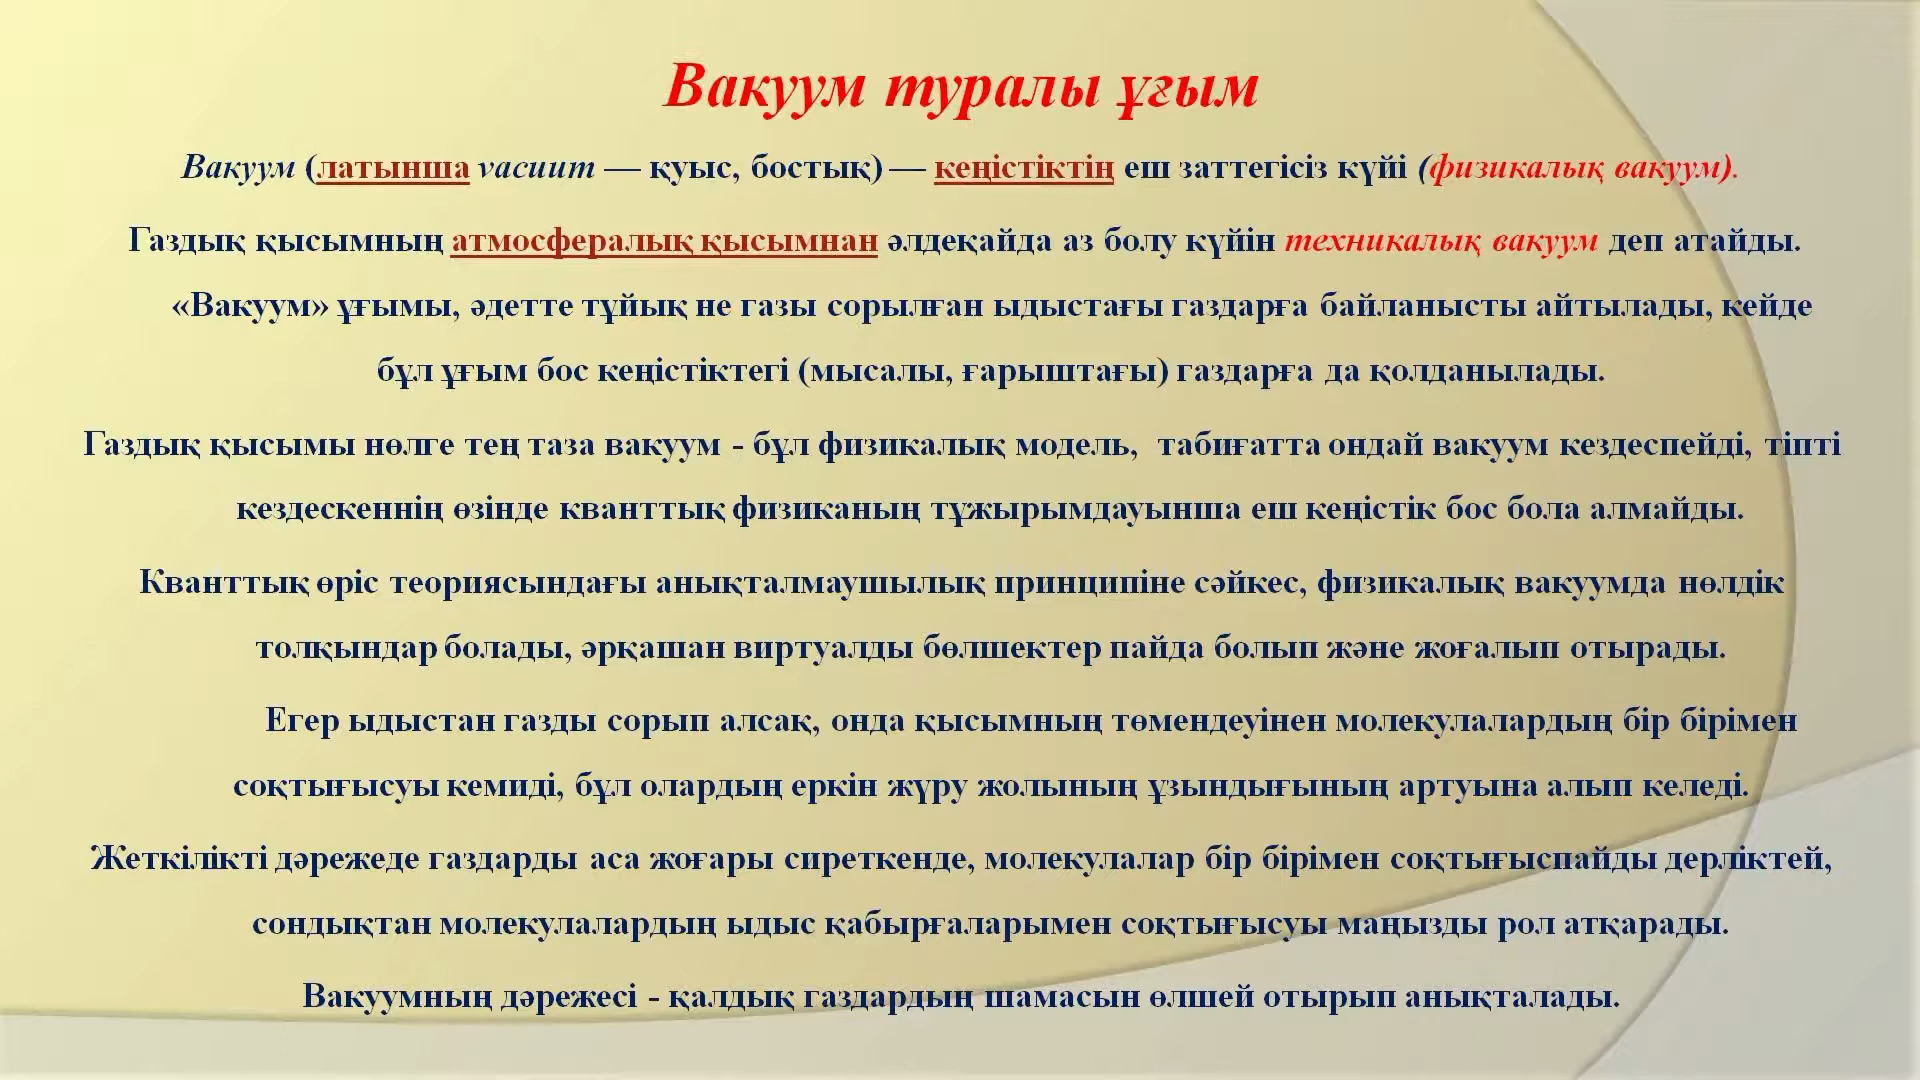 Вакуум туралы ұғым
Вакуум (латынша vacuum — қуыс, бостық) — кеңістіктің еш заттегісіз күйі (физикалық вакуум).
Газдық қысымның атмосфералық қысымнан әлдеқайда аз болу күйін техникалық вакуум деп атайды.
«Вакуум» ұғымы, әдетте тұйық не газы сорылған ыдыстағы газдарға байланысты айтылады, кейде
бұл ұғым бос кеңістіктегі (мысалы, ғарыштағы) газдарға да қолданылады.
Газдық қысымы нөлге тең таза вакуум - бұл физикалық модель, табиғатта ондай вакуум кездеспейді, тіпті
кездескеннің өзінде кванттық физиканың тұжырымдауынша еш кеңістік бос бола алмайды.
Кванттық өріс теориясындағы анықталмаушылық принципіне сәйкес, физикалық вакуумда нөлдік
толқындар болады, әрқашан виртуалды бөлшектер пайда болып және жоғалып отырады.
Егер ыдыстан газды сорып алсақ, онда қысымның төмендеуінен молекулалардың бір бірімен
соқтығысуы кемиді, бұл олардың еркін жүру жолының ұзындығының артуына алып келеді.
Жеткілікті дәрежеде газдарды аса жоғары сиреткенде, молекулалар бір бірімен соқтығыспайды дерліктей,
сондықтан молекулалардың ыдыс қабырғаларымен соқтығысуы маңызды рол атқарады.
Вакуумның дәрежесі - қалдық газдардың шамасын өлшей отырып анықталады.